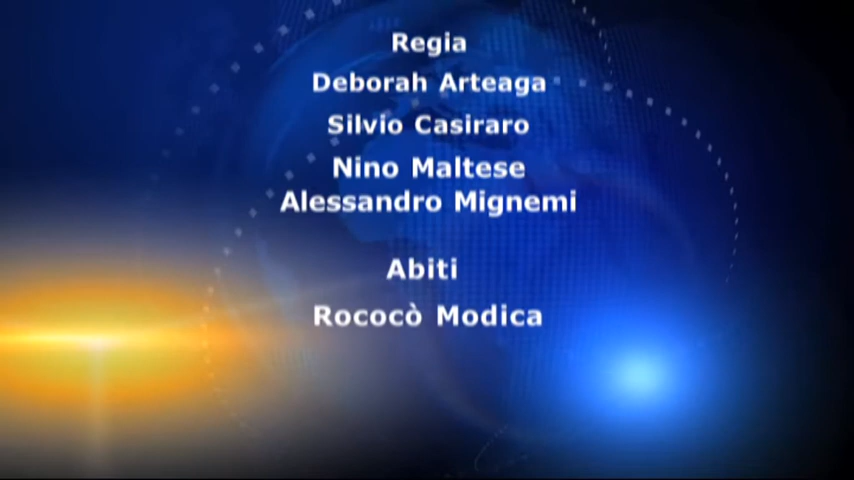 Regia
Deborah Arteaga
Silvio Casiraro
Nino Maltese
Alessandro Mignemi
Abiti
Rococò Modica